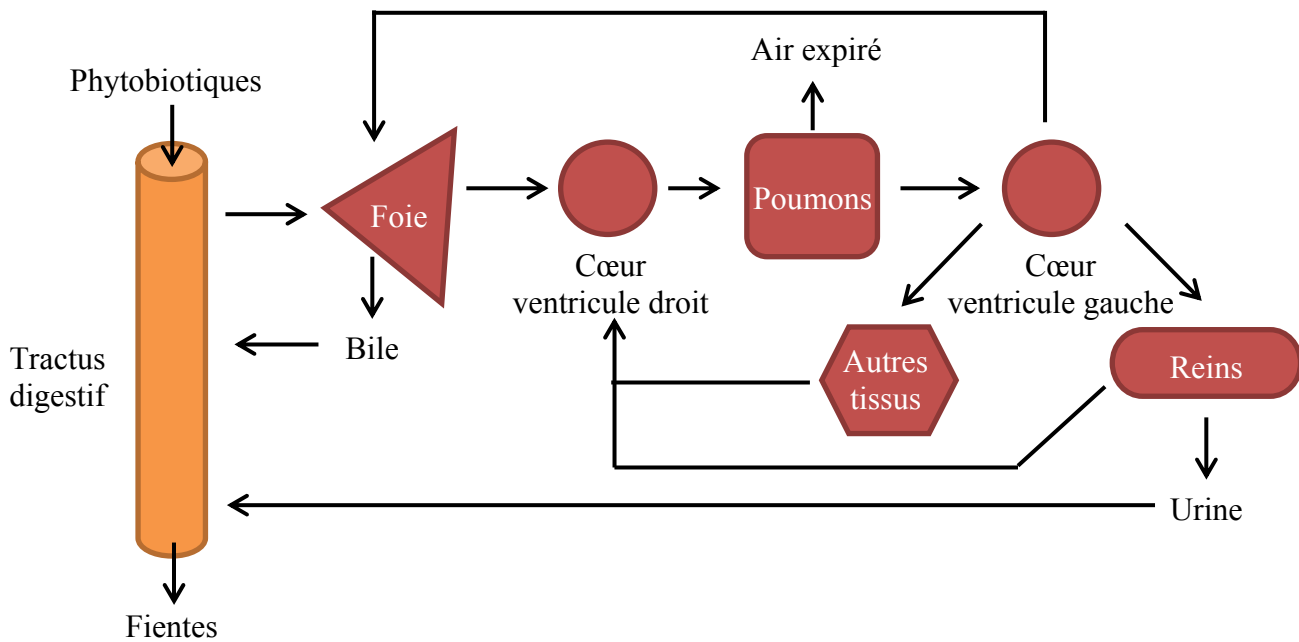 Air expiré
Phytobiotiques
Foie
Poumons
Cœur
ventricule droit
Cœur
ventricule gauche
Bile
Tractus
digestif
Autres
tissus
Reins
Urine
Fientes